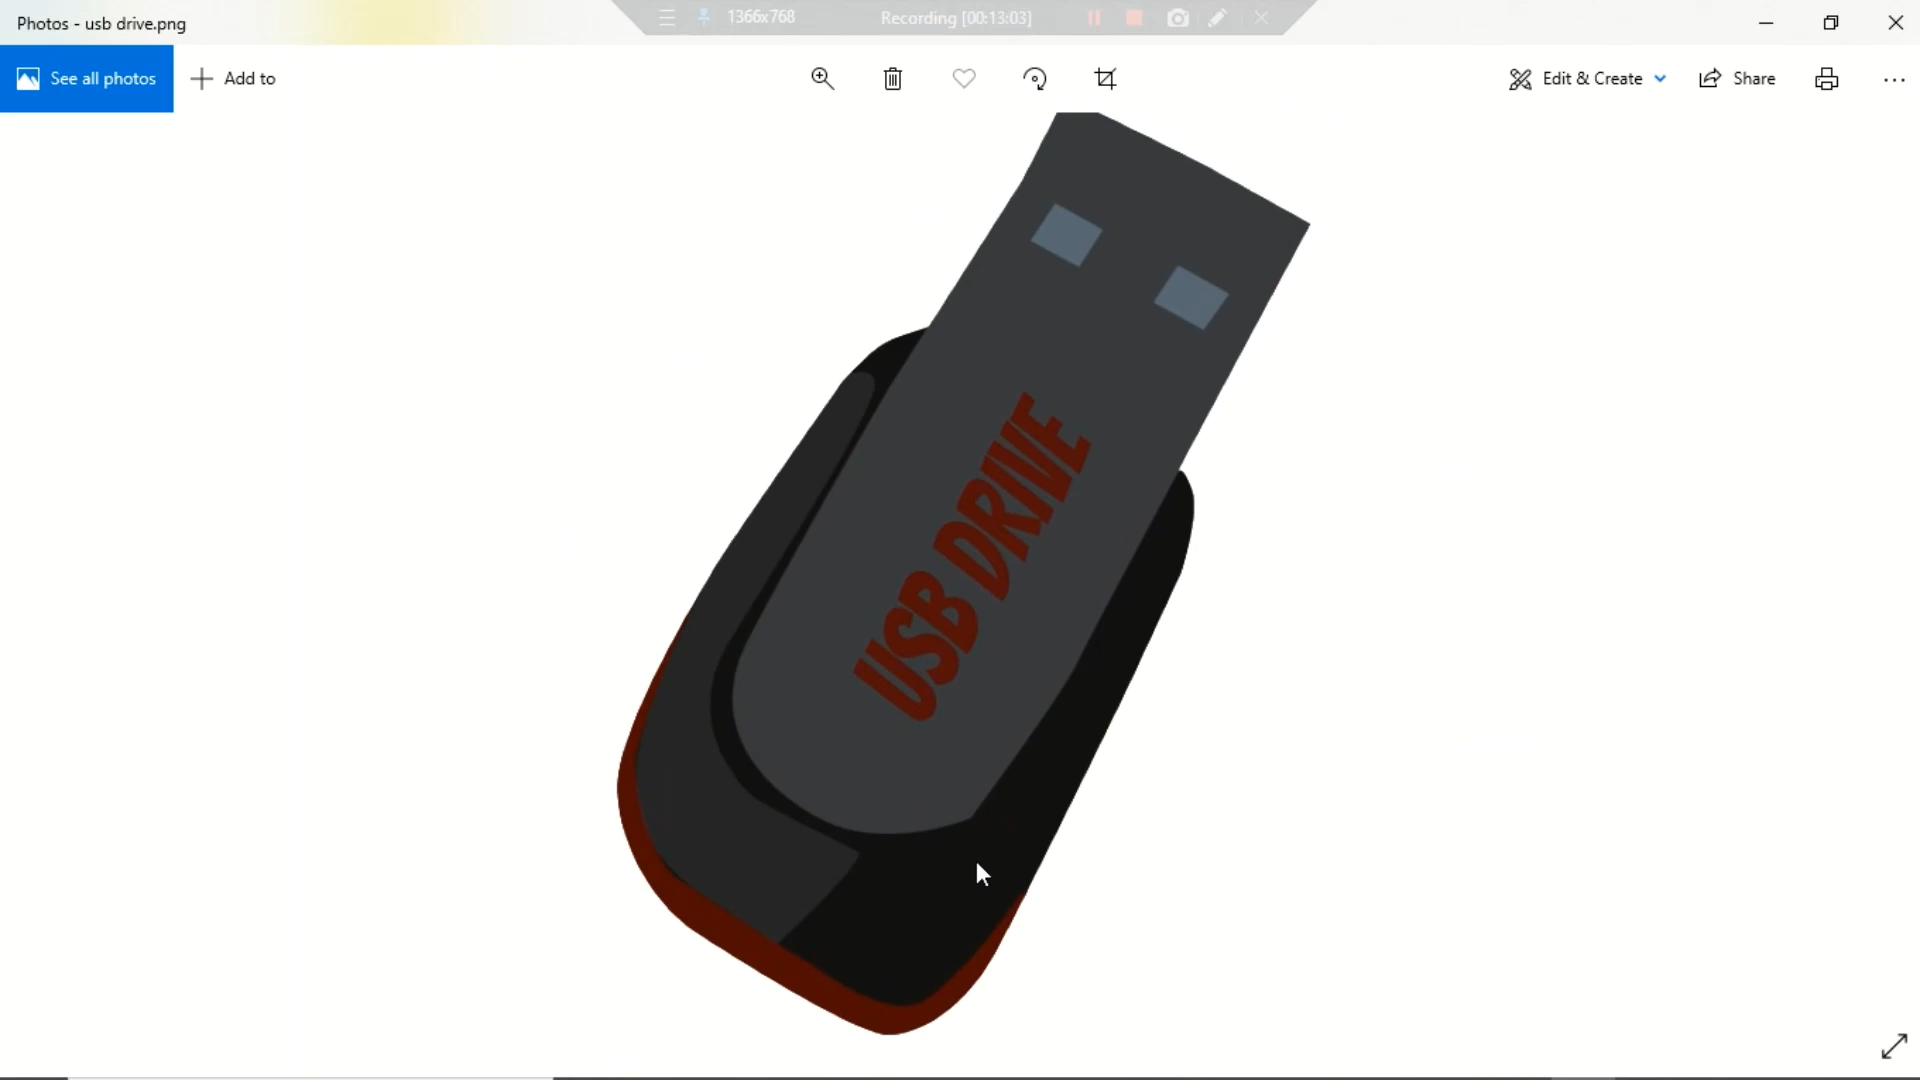 Photos - usb drive.png
1366x768
Recording [00:13:03]
See all photos
Add to
Edit & Create
Share
USB DRIVE